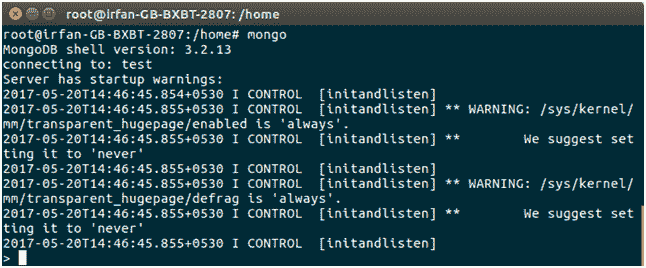 root@irfan-GB-BXBT-2807: /home
root@irfan-GB-BXBT-2807:/home# mongo
MongoDB shell version: 3.2.13
connecting to: test
Server has startup warnings:
2017-05-20T14:46:45.854+0530 I CONTROL  [initandlisten]
2017-05-20T14:46:45.855+0530 I CONTROL  [initandlisten] ** WARNING: /sys/kernel/
mm/transparent_hugepage/enabled is 'always'.
2017-05-20T14:46:45.855+0530 I CONTROL  [initandlisten] **        We suggest set
ting it to 'never'
2017-05-20T14:46:45.855+0530 I CONTROL  [initandlisten]
2017-05-20T14:46:45.855+0530 I CONTROL  [initandlisten] ** WARNING: /sys/kernel/
mm/transparent_hugepage/defrag is 'always'.
2017-05-20T14:46:45.855+0530 I CONTROL  [initandlisten] **        We suggest set
ting it to 'never'
2017-05-20T14:46:45.855+0530 I CONTROL  [initandlisten]
>